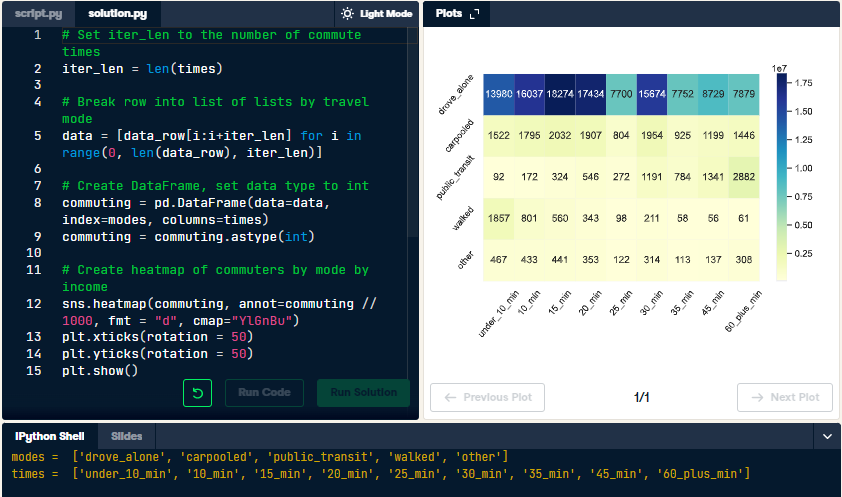 script.py solution.py Light Mode
1 # Set iter_len to the number of commute
times
2 iter_len = len(times)
3
4 # Break row into list of lists by travel
mode
5 data = [data_row[i:i+iter_len] for i in
range(0, len(data_row), iter_len)]
6
7 # Create DataFrame, set data type to int
8 commuting = pd.DataFrame(data=data,
index=modes, columns=times)
9 commuting = commuting.astype(int)
10
11 # Create heatmap of commuters by mode by
income
12 sns.heatmap(commuting, annot=commuting //
1000, fmt = "d", cmap="YlGnBu")
13 plt.xticks(rotation = 50)
14 plt.yticks(rotation = 50)
15 plt.show()
Run Code Run Solution
Plots
1e7
drove_alone 13980 16037 18274 17434 7700 15674 7752 8729 7879
carpooled 1522 1795 2032 1907 804 1954 925 1199 1446
public_transit 92 172 324 546 272 1191 784 1341 2882
walked 1857 801 560 343 98 211 58 56 61
other 467 433 441 353 122 314 113 137 308
under_10_min 10_min 15_min 20_min 25_min 30_min 35_min 45_min 60_plus_min
1.75
1.50
1.25
1.00
0.75
0.50
0.25
Previous Plot 1/1 Next Plot
IPython Shell Slides
modes = ['drove_alone', 'carpooled', 'public_transit', 'walked', 'other']
times = ['under_10_min', '10_min', '15_min', '20_min', '25_min', '30_min', '35_min', '45_min', '60_plus_min']